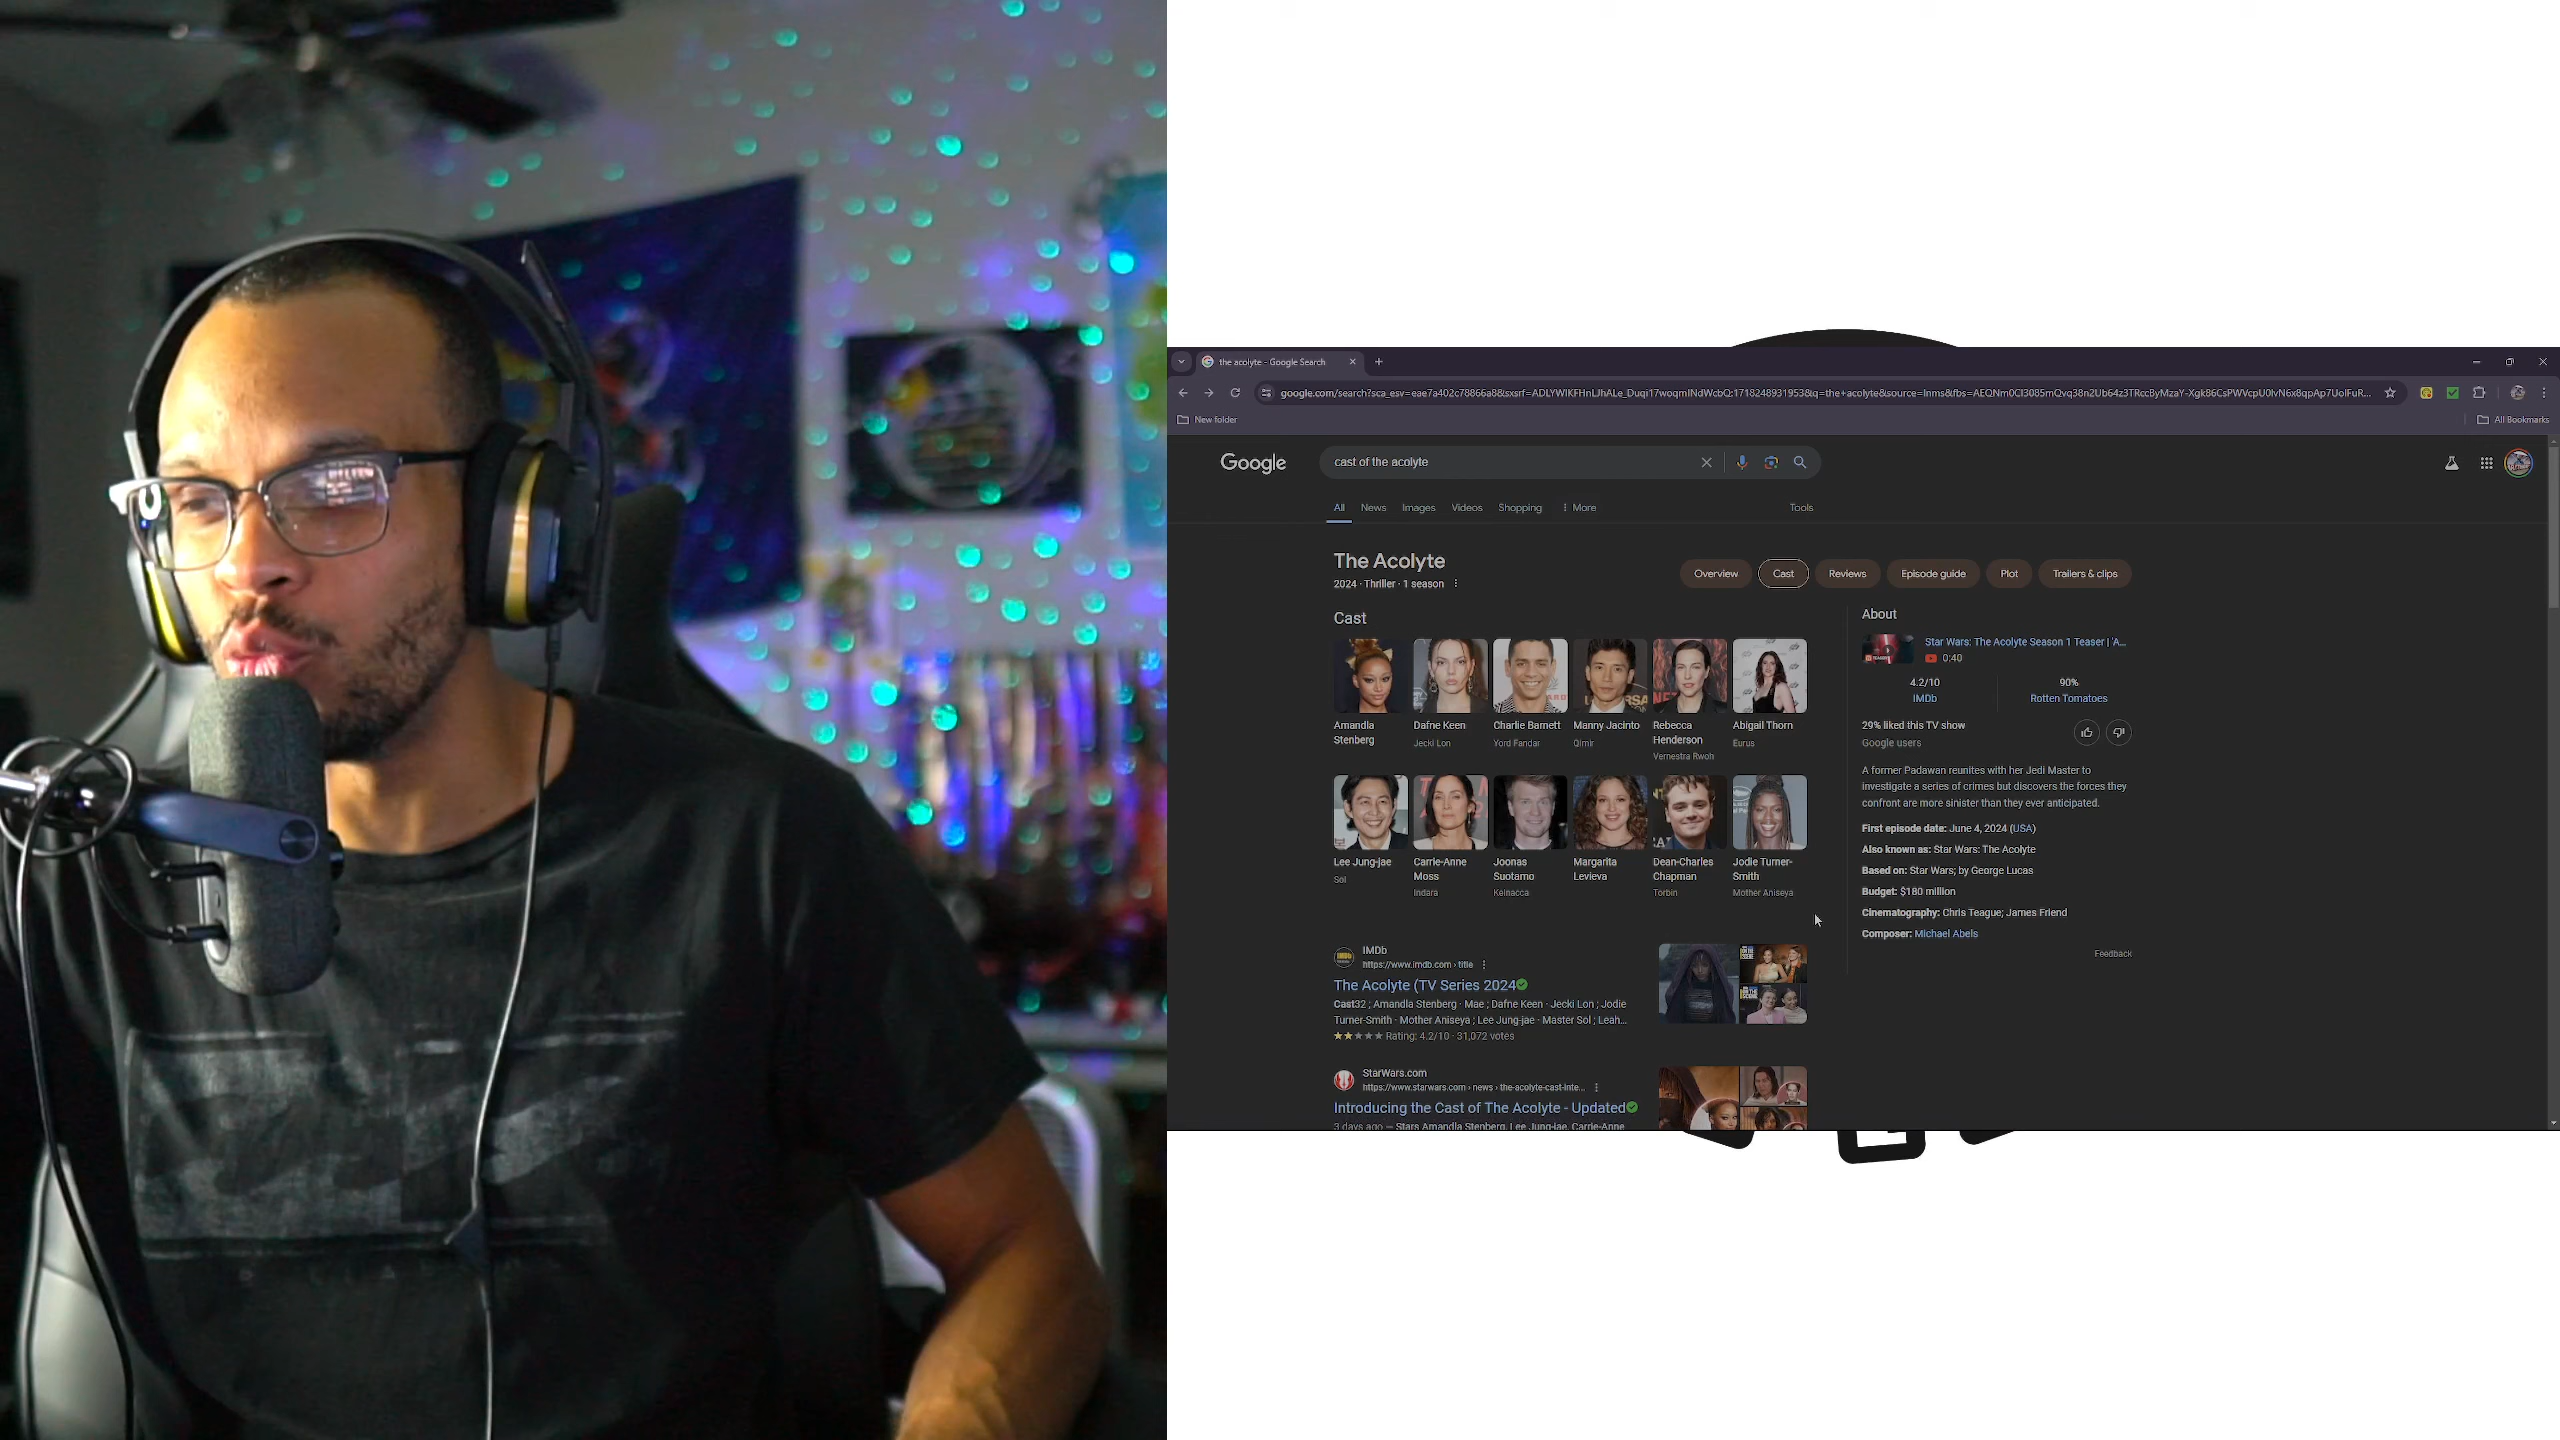 the acolyte - Google Search
google.com/search?sca_esv=eae7a402c78866a8&sxsrf=ADLYWIKFHnLJhALe_Duqi17woqmINdWcbQ:1718248931953&q=the+acolyte&source=lnms&fbs=AEQNm0Cl3085mQvq38n2Ub64z3TRccByMzaY-Xgk86CsPWVcpU0lvN6x8qpAp7UolFuR...
New folder
All Bookmarks
Google
cast of the acolyte
All News Images Videos Shopping More Tools
The Acolyte
2024 · Thriller · 1 season
Overview Cast Reviews Episode guide Plot Trailers & clips
Cast
Amandla Stenberg
Dafne Keen
Jecki Lon
Charlie Barnett
Yord Fandar
Manny Jacinto
Qimir
Rebecca Henderson
Vernestra Rwoh
Abigail Thorn
Eurus
Lee Jung-jae
Sol
Carrie-Anne Moss
Indara
Joonas Suotamo
Kelnacca
Margarita Levieva
Dean-Charles Chapman
Torbin
Jodie Turner-Smith
Mother Aniseya
About
Star Wars: The Acolyte Season 1 Teaser | 'A...
0:40
4.2/10
IMDb
90%
Rotten Tomatoes
29% liked this TV show
Google users
A former Padawan reunites with her Jedi Master to
investigate a series of crimes but discovers the forces they
confront are more sinister than they ever anticipated.
First episode date: June 4, 2024 (USA)
Also known as: Star Wars: The Acolyte
Based on: Star Wars; by George Lucas
Budget: $180 million
Cinematography: Chris Teague; James Friend
Composer: Michael Abels
Feedback
IMDb
https://www.imdb.com › title
The Acolyte (TV Series 2024
Cast32 ; Amandla Stenberg · Mae ; Dafne Keen · Jecki Lon ; Jodie
Turner-Smith · Mother Aniseya ; Lee Jung-jae · Master Sol ; Leah...
Rating: 4.2/10 · 31,072 votes
StarWars.com
https://www.starwars.com › news › the-acolyte-cast-inte...
Introducing the Cast of The Acolyte - Updated
3 days ago — Stars Amandla Stenberg, Lee Jung-jae, Carrie-Anne